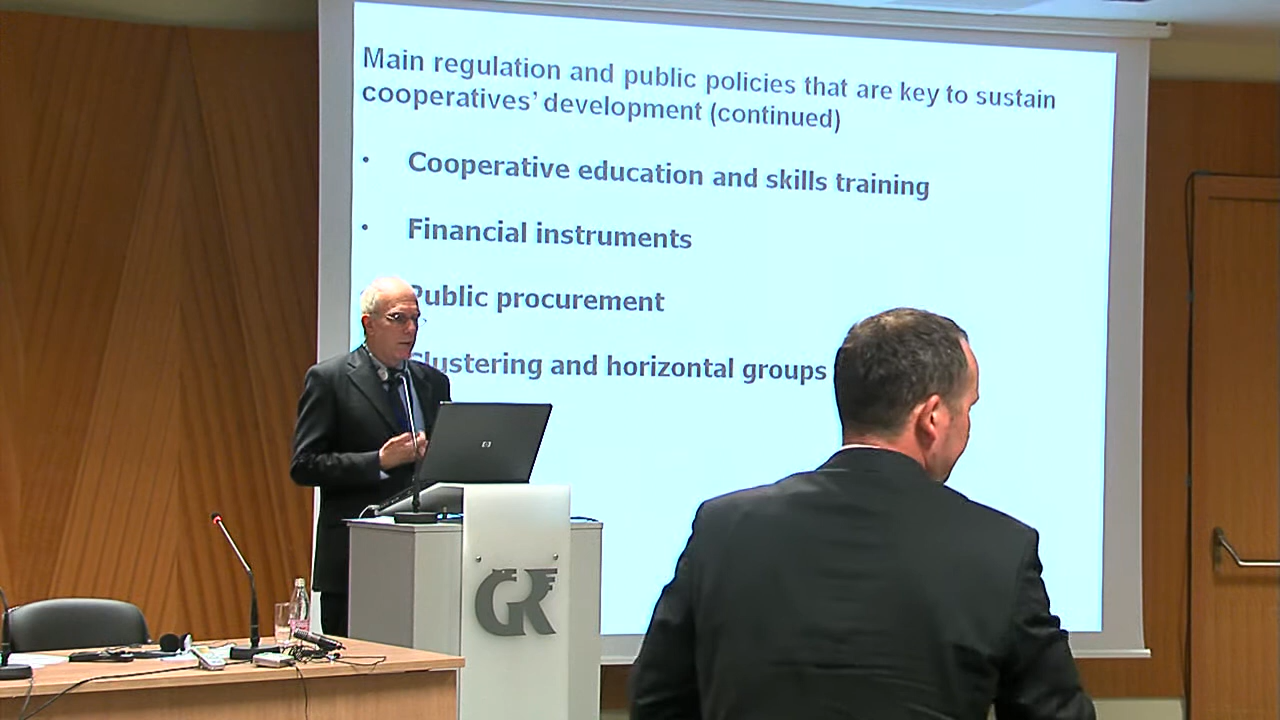 Main regulation and public policies that are key to sustain
cooperatives' development (continued)
• Cooperative education and skills training
• Financial instruments
Public procurement
Clustering and horizontal groups
hp
GR